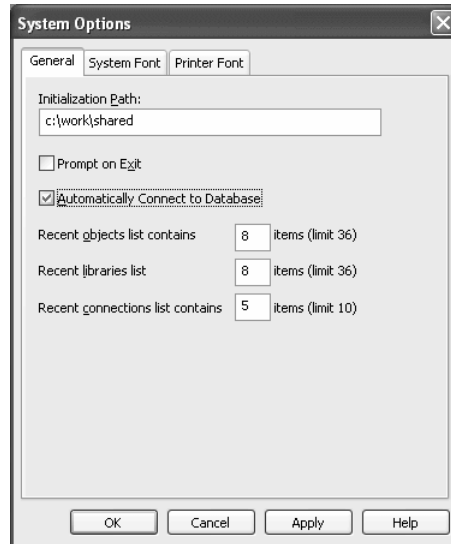 System Options
General System Font Printer Font
Initialization Path:
c:\work\shared
Prompt on Exit
Automatically Connect to Database
Recent objects list contains 8 items (limit 36)
Recent libraries list 8 items (limit 36)
Recent connections list contains 5 items (limit 10)
OK Cancel Apply Help